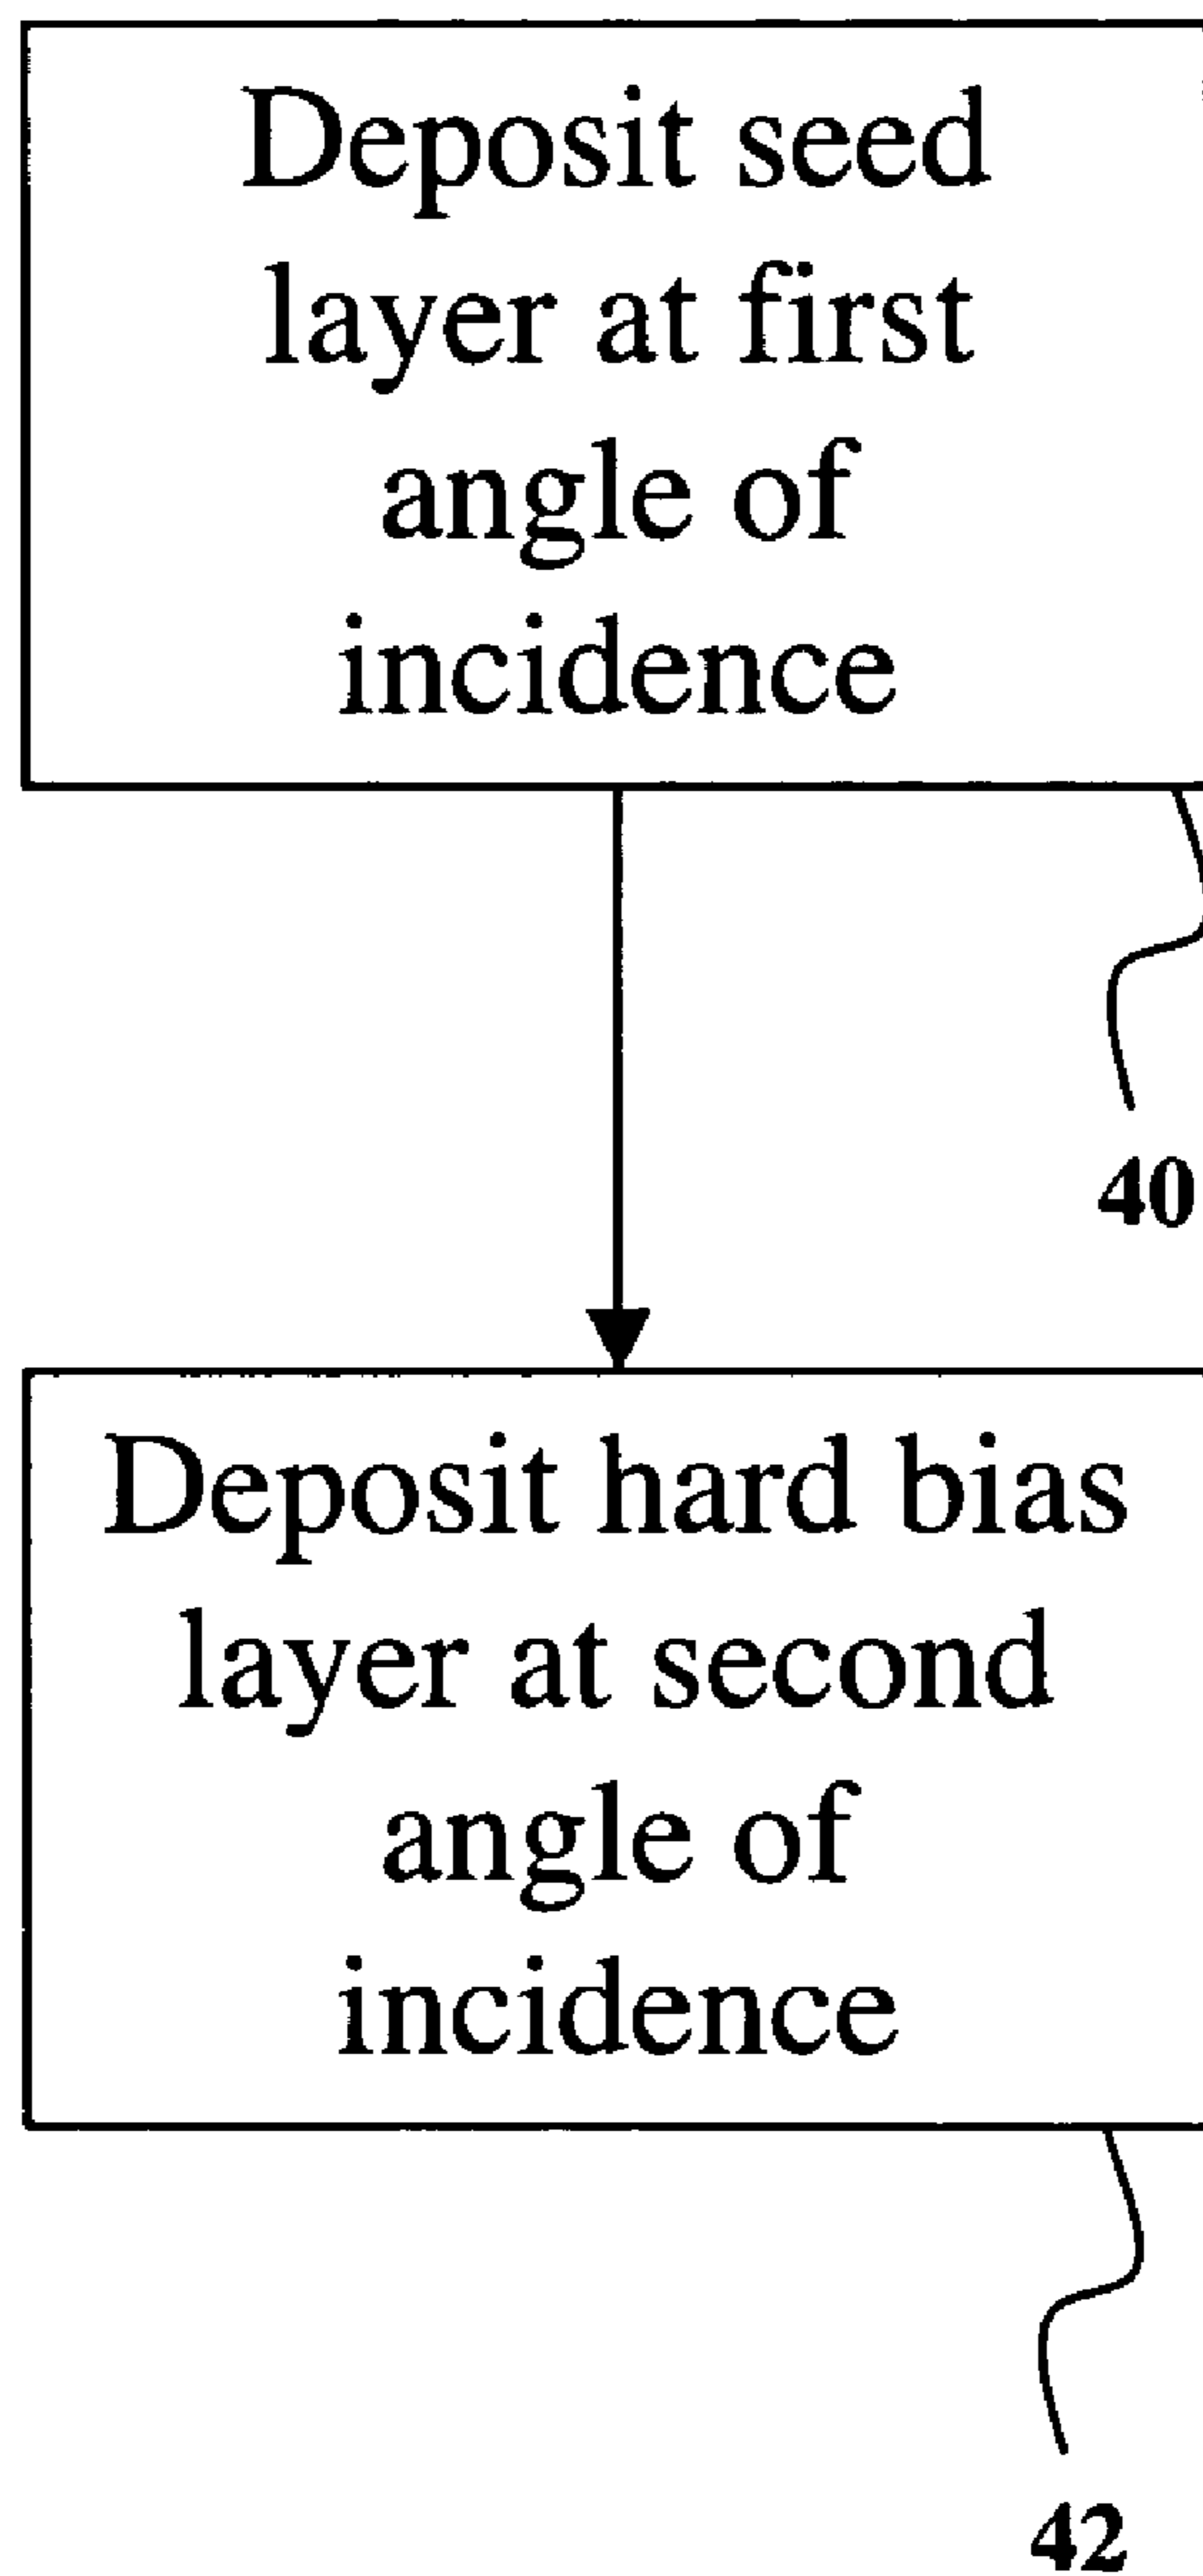 Deposit seed
layer at first
angle of
incidence
40
Deposit hard bias
layer at second
angle of
incidence
42